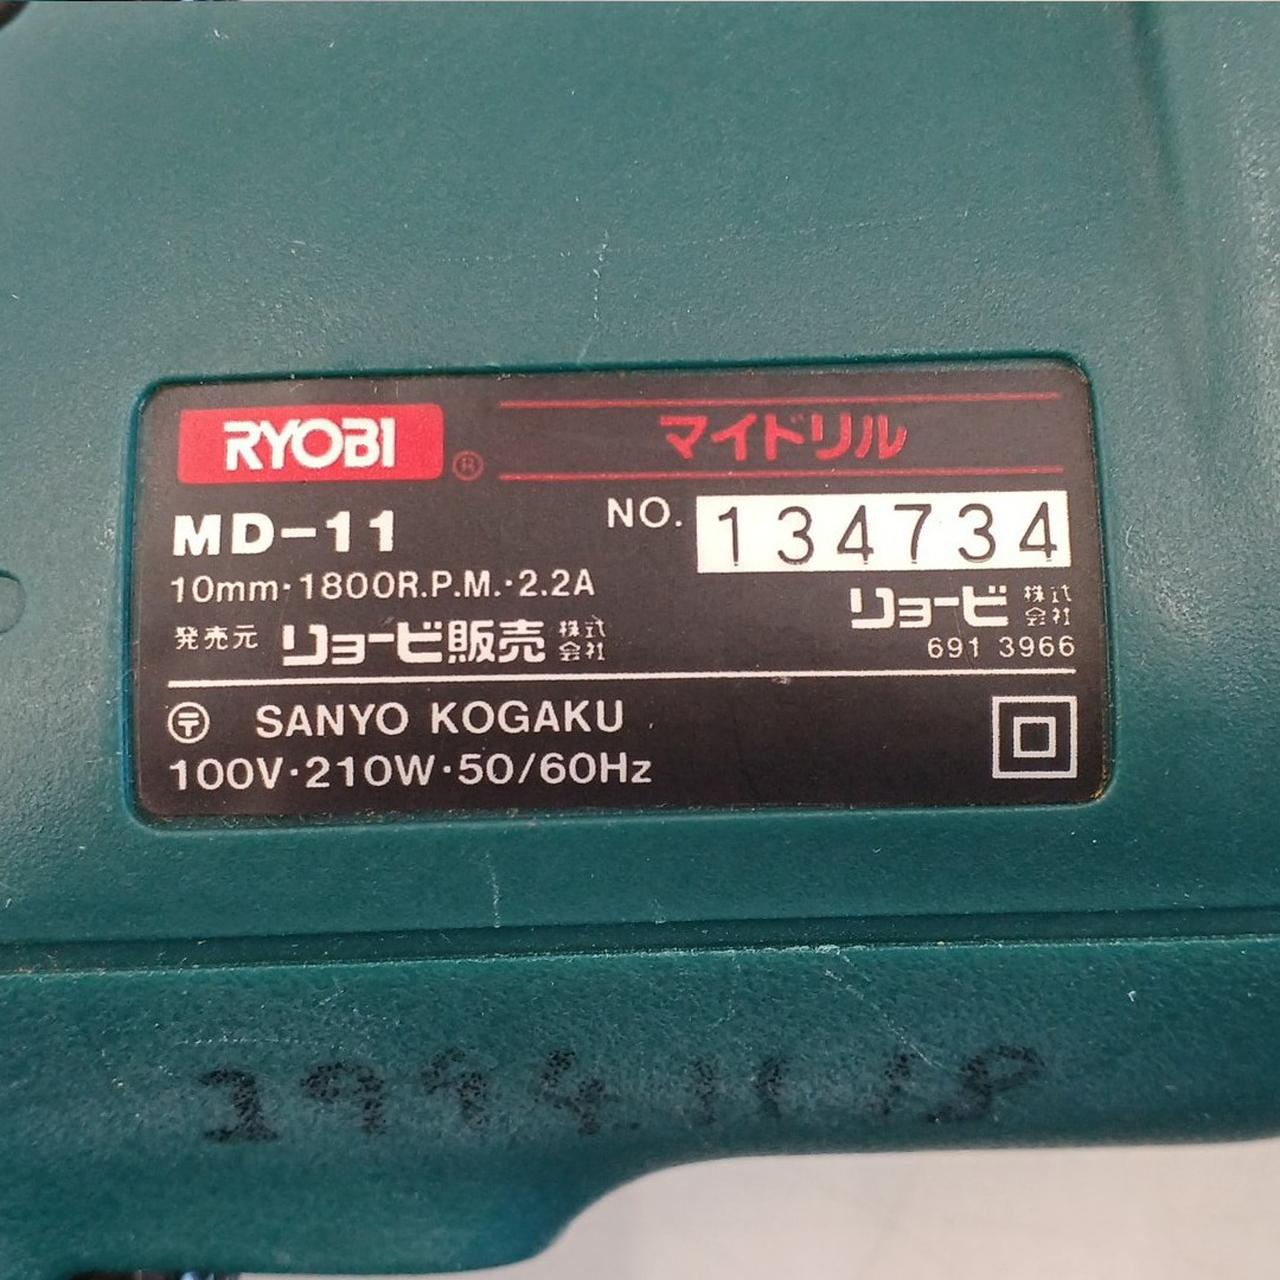 RYOBI ®
マイドリル
MD-11
NO. 134734
10mm·1800R.P.M.·2.2A
リョービ 株式会社
発売元 リョービ販売 株式会社
691 3966
〒 SANYO KOGAKU
100V·210W·50/60Hz